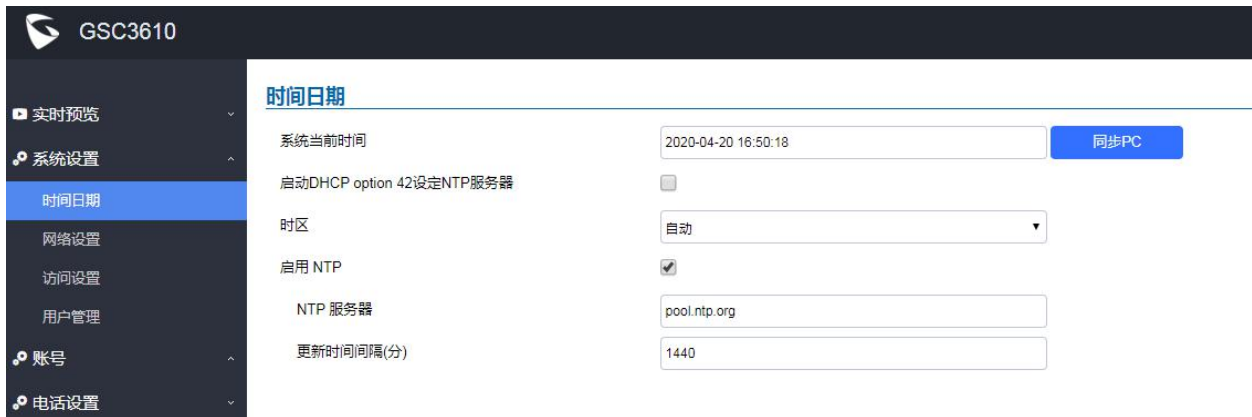 GSC3610
实时预览
系统设置
时间日期
网络设置
访问设置
用户管理
账号
电话设置
时间日期
系统当前时间 2020-04-20 16:50:18 同步PC
启动DHCP option 42设定NTP服务器
时区 自动
启用 NTP
NTP 服务器 pool.ntp.org
更新时间间隔(分) 1440